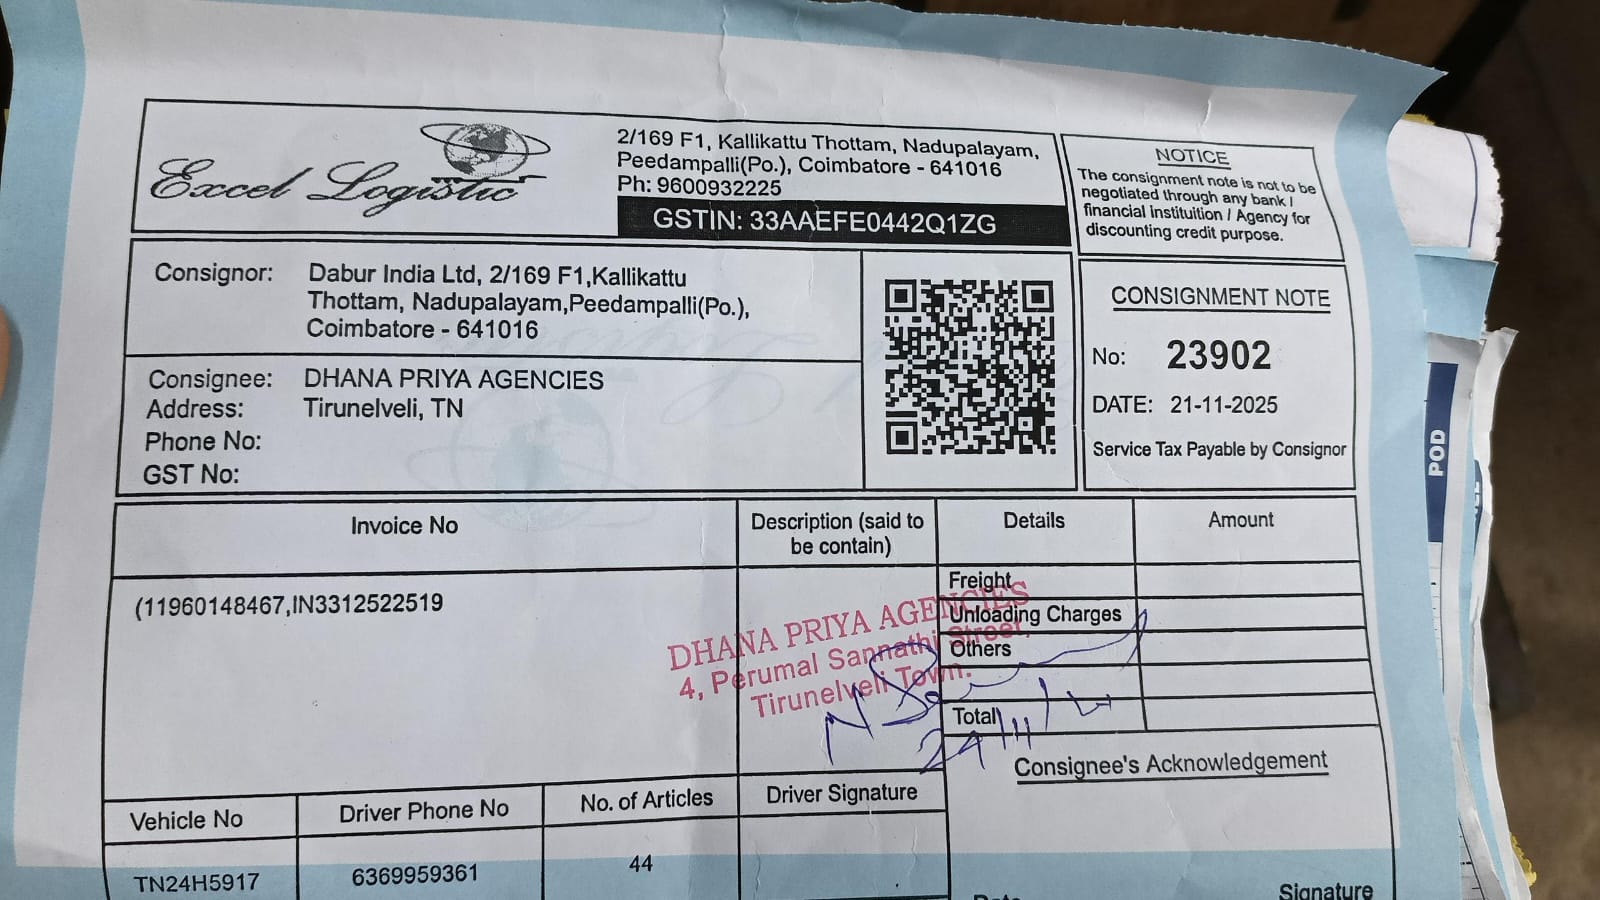 Excel Logistic
2/169 F1, Kallikattu Thottam, Nadupalayam,
Peedampalli(Po.), Coimbatore - 641016
Ph: 9600932225
GSTIN: 33AAEFE0442Q1ZG
NOTICE
The consignment note is not to be
negotiated through any bank /
financial instituition / Agency for
discounting credit purpose.
Consignor: Dabur India Ltd, 2/169 F1,Kallikattu
Thottam, Nadupalayam,Peedampalli(Po.),
Coimbatore - 641016
Consignee: DHANA PRIYA AGENCIES
Address: Tirunelveli, TN
Phone No:
GST No:
CONSIGNMENT NOTE
No: 23902
DATE: 21-11-2025
Service Tax Payable by Consignor
POD
Invoice No
Description (said to
be contain)
Details
Amount
(11960148467,IN3312522519
Freight
Unloading Charges
Others
Total
DHANA PRIYA AGENCIES
4, Perumal Sannathi Street,
Tirunelveli Town.
24/11/
Consignee's Acknowledgement
Vehicle No
Driver Phone No
No. of Articles
Driver Signature
TN24H5917
6369959361
44
Signature